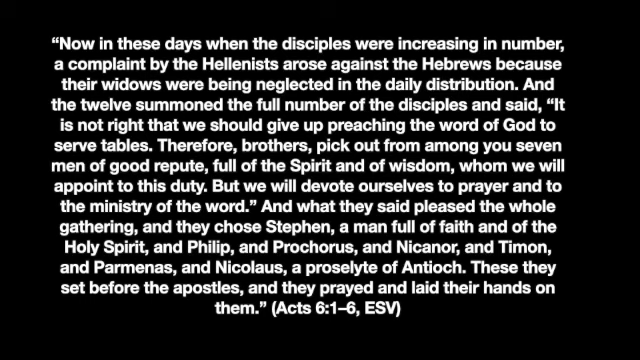 “Now in these days when the disciples were increasing in number,
a complaint by the Hellenists arose against the Hebrews because
their widows were being neglected in the daily distribution. And
the twelve summoned the full number of the disciples and said, “It
is not right that we should give up preaching the word of God to
serve tables. Therefore, brothers, pick out from among you seven
men of good repute, full of the Spirit and of wisdom, whom we will
appoint to this duty. But we will devote ourselves to prayer and to
the ministry of the word.” And what they said pleased the whole
gathering, and they chose Stephen, a man full of faith and of the
Holy Spirit, and Philip, and Prochorus, and Nicanor, and Timon,
and Parmenas, and Nicolaus, a proselyte of Antioch. These they
set before the apostles, and they prayed and laid their hands on
them.” (Acts 6:1–6, ESV)